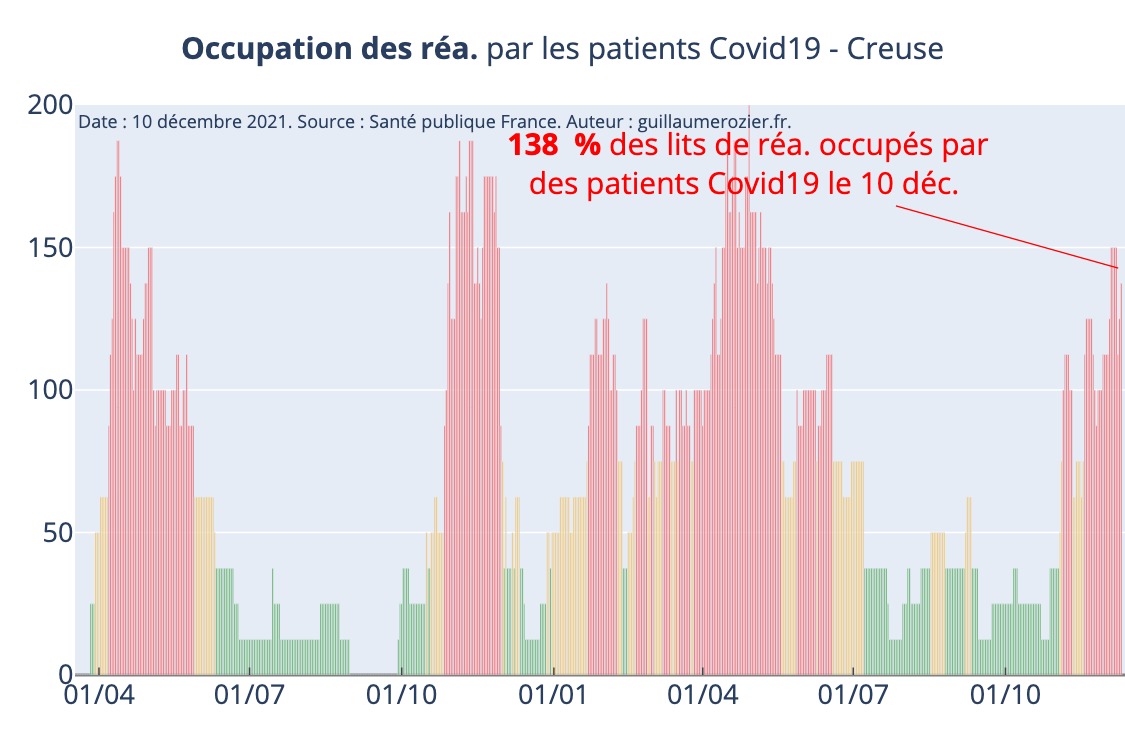 Occupation des réa. par les patients Covid19 - Creuse
200
Date : 10 décembre 2021. Source : Santé publique France. Auteur : guillaumerozier.fr.
138  % des lits de réa. occupés par
des patients Covid19 le 10 déc.
150
100
50
0
01/04 01/07 01/10 01/01 01/04 01/07 01/10